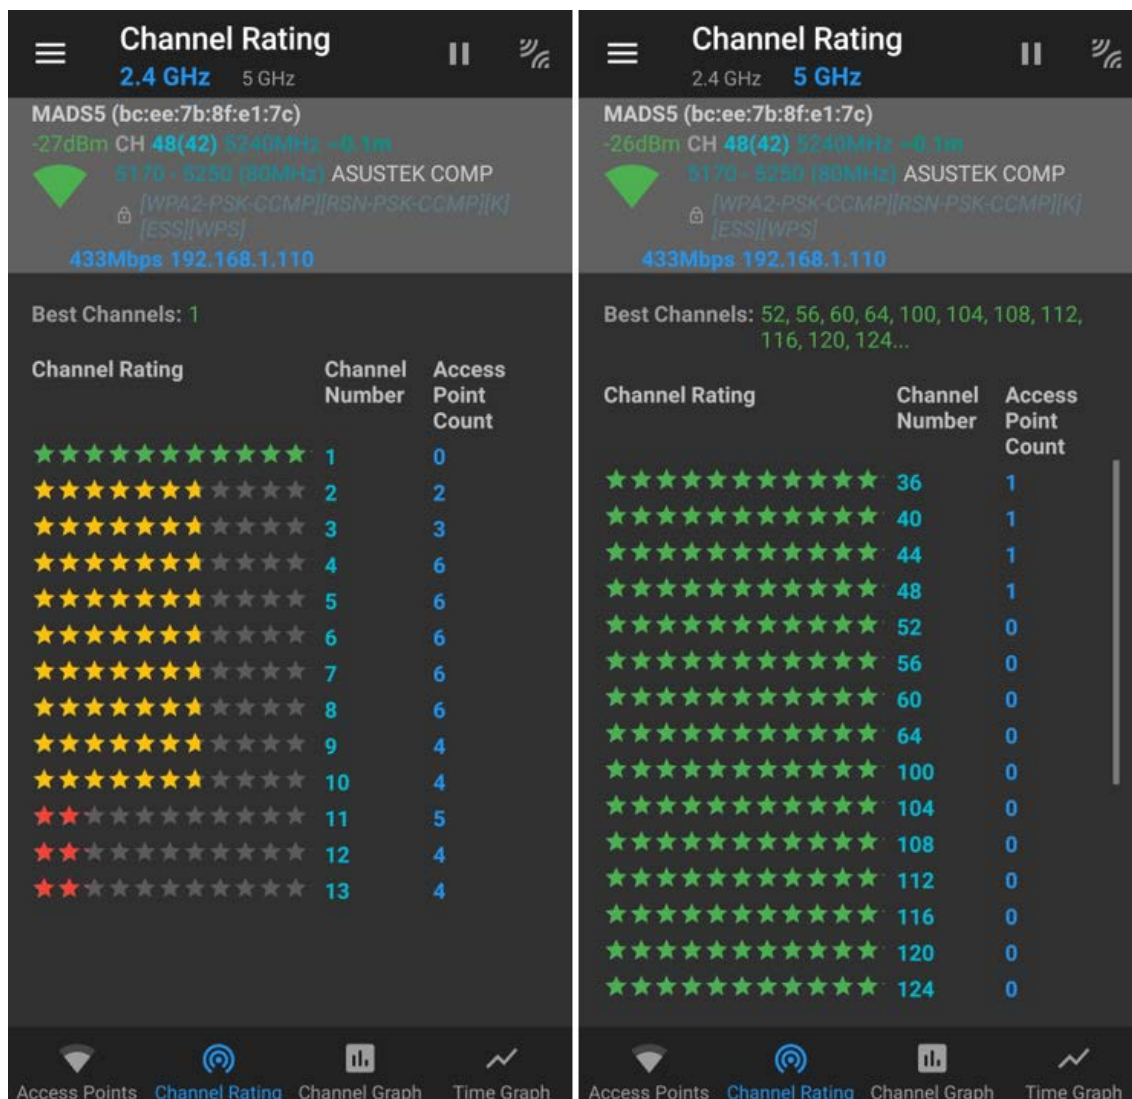 Channel Rating
2.4 GHz 5 GHz
MADS5 (bc:ee:7b:8f:e1:7c)
-27dBm CH 48(42) 5240MHz ~0.1m
5170 - 5250 (80MHz) ASUSTEK COMP
[WPA2-PSK-CCMP][RSN-PSK-CCMP][K]
[ESS][WPS]
433Mbps 192.168.1.110
Best Channels: 1
Channel Rating Channel Number Access Point Count
1 0
2 2
3 3
4 6
5 6
6 6
7 6
8 6
9 4
10 4
11 5
12 4
13 4
Access Points Channel Rating Channel Graph Time Graph
Channel Rating
2.4 GHz 5 GHz
MADS5 (bc:ee:7b:8f:e1:7c)
-26dBm CH 48(42) 5240MHz ~0.1m
5170 - 5250 (80MHz) ASUSTEK COMP
[WPA2-PSK-CCMP][RSN-PSK-CCMP][K]
[ESS][WPS]
433Mbps 192.168.1.110
Best Channels: 52, 56, 60, 64, 100, 104, 108, 112,
116, 120, 124...
Channel Rating Channel Number Access Point Count
36 1
40 1
44 1
48 1
52 0
56 0
60 0
64 0
100 0
104 0
108 0
112 0
116 0
120 0
124 0
Access Points Channel Rating Channel Graph Time Graph